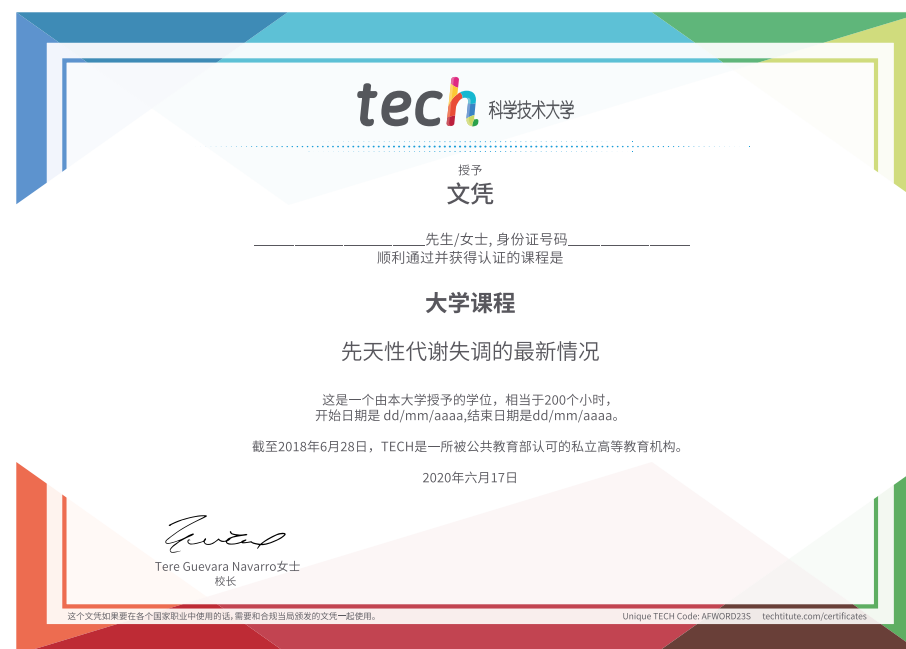 tech 科学技术大学
授予
文凭
先生/女士, 身份证号码
顺利通过并获得认证的课程是
大学课程
先天性代谢失调的最新情况
这是一个由本大学授予的学位，相当于200个小时，
开始日期是 dd/mm/aaaa,结束日期是dd/mm/aaaa。
截至2018年6月28日，TECH是一所被公共教育部认可的私立高等教育机构。
2020年六月17日
Tere Guevara Navarro女士
校长
这个文凭如果要在各个国家职业中使用的话，需要和合规当局颁发的文凭一起使用。
Unique TECH Code: AFWORD23S techtitute.com/certificates